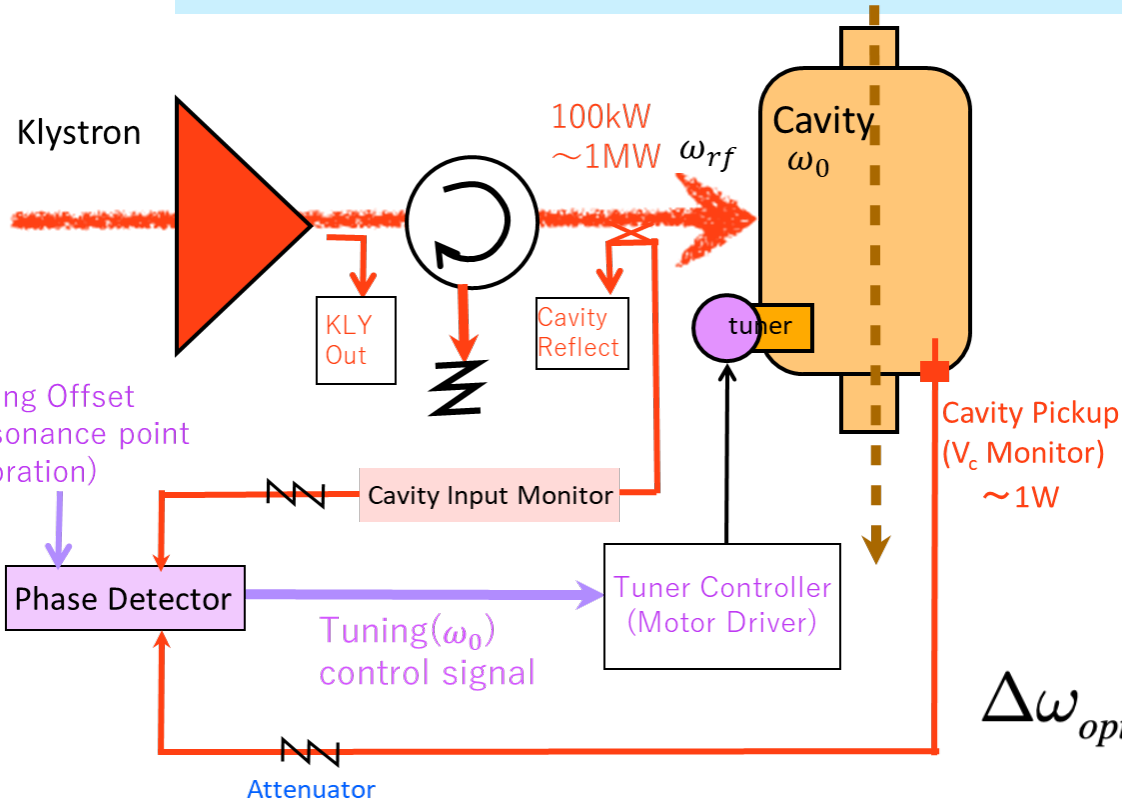 Klystron
100kW
～1MW
ω_rf
Cavity
ω_0
KLY
Out
Cavity
Reflect
tuner
ng Offset
sonance point
oration)
Cavity Pickup
(V_c Monitor)
～1W
Cavity Input Monitor
Phase Detector
Tuner Controller
(Motor Driver)
Tuning(ω_0)
control signal
Δω_op
Attenuator